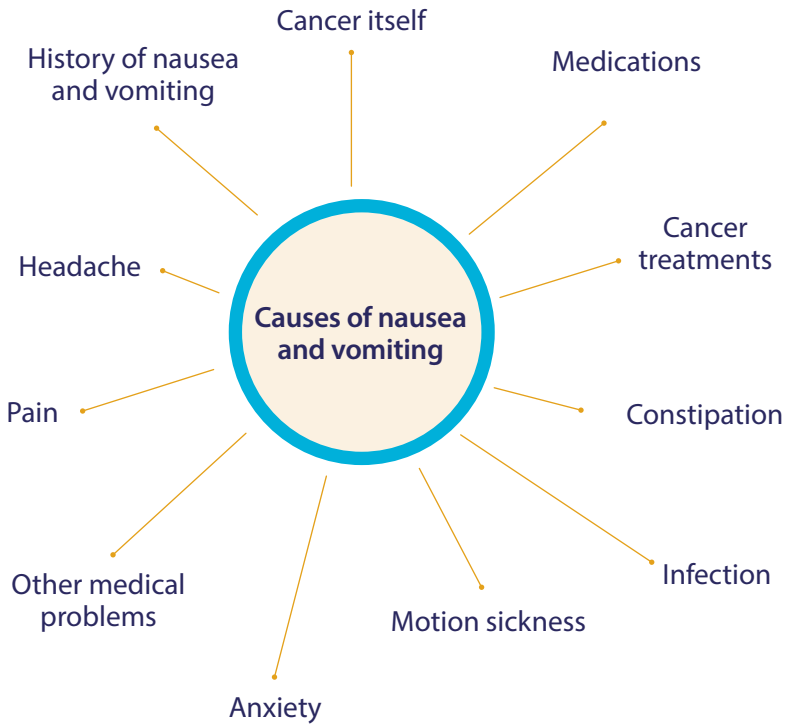 Cancer itself
History of nausea
and vomiting
Medications
Cancer
treatments
Headache
Causes of nausea
and vomiting
Pain
Constipation
Other medical
problems
Infection
Motion sickness
Anxiety